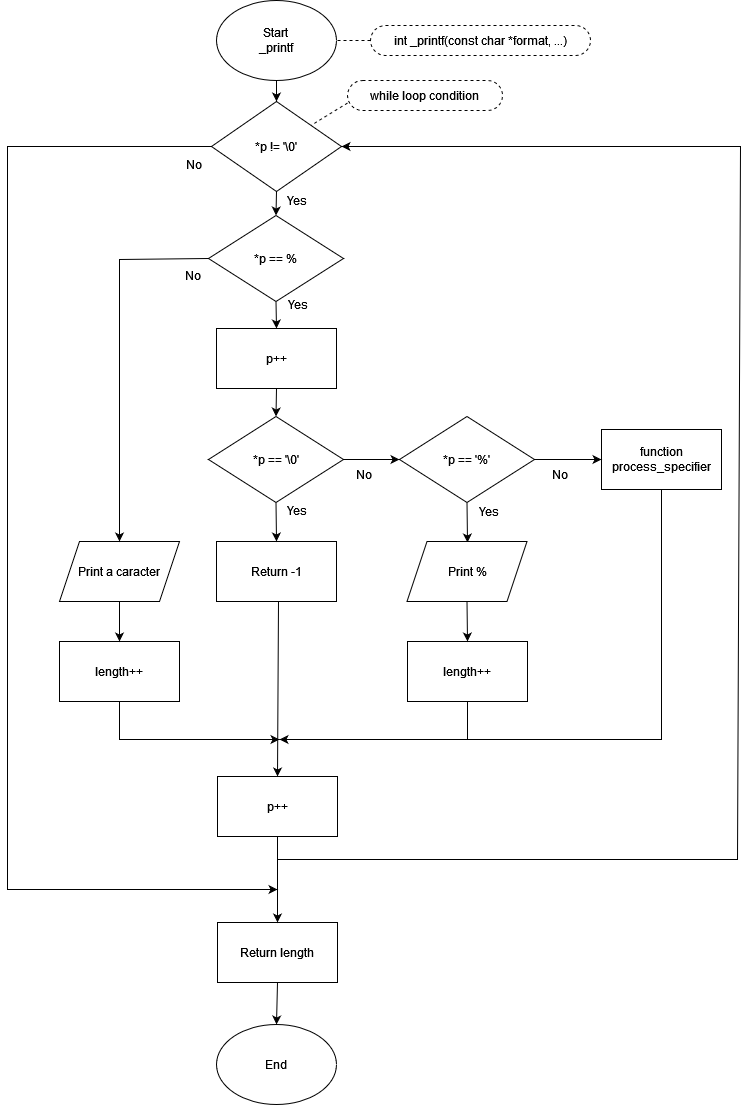 Start
_printf
int _printf(const char *format, ...)
while loop condition
*p != '\0'
No
Yes
*p == %
No
Yes
p++
*p == '\0'
No
*p == '%'
No
function
process_specifier
Yes
Yes
Print a caracter
Return -1
Print %
length++
length++
p++
Return length
End